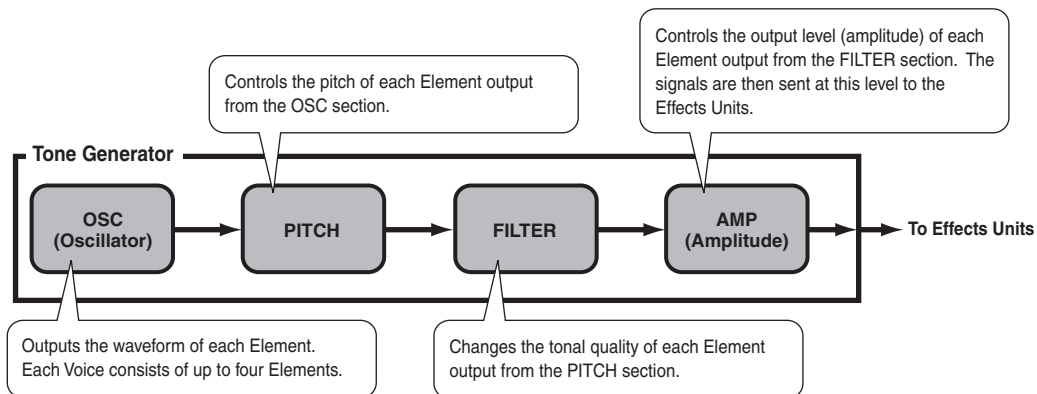 Controls the output level (amplitude) of each
Element output from the FILTER section.  The
signals are then sent at this level to the
Effects Units.
Controls the pitch of each Element output
from the OSC section.
Tone Generator
OSC
(Oscillator)
PITCH
FILTER
AMP
(Amplitude)
To Effects Units
Outputs the waveform of each Element.
Each Voice consists of up to four Elements.
Changes the tonal quality of each Element
output from the PITCH section.